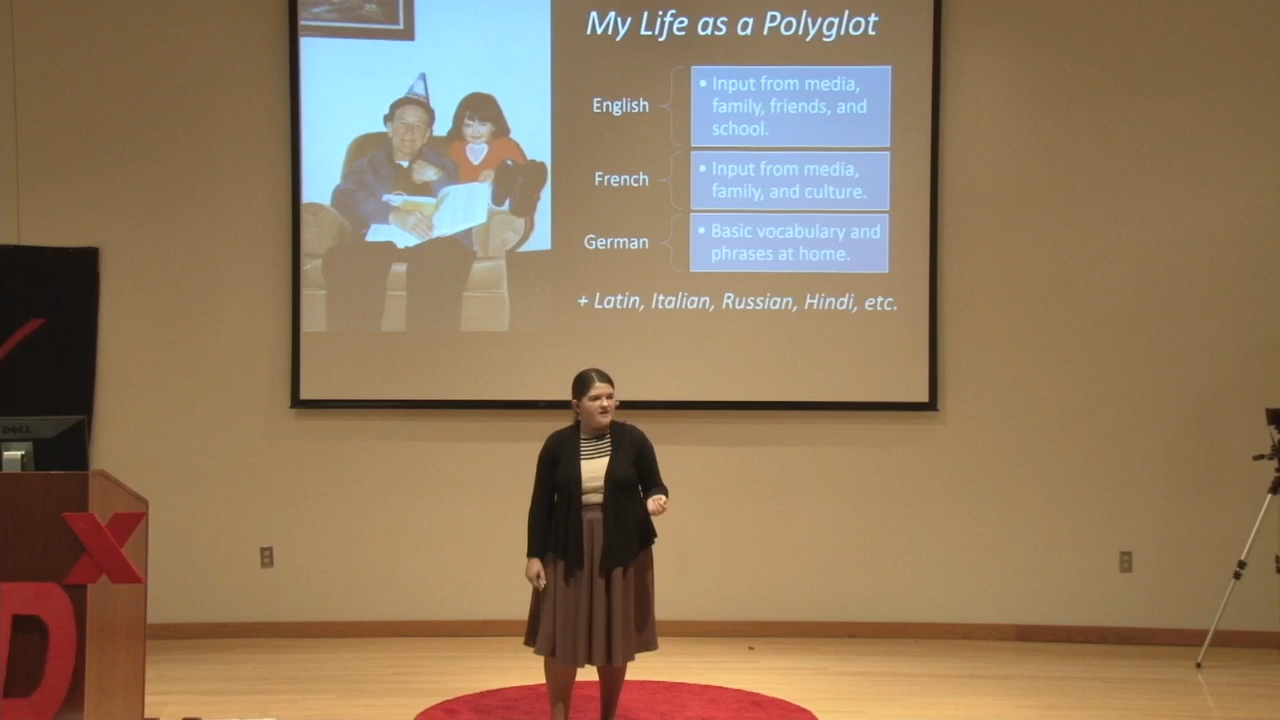 My Life as a Polyglot
English
• Input from media,
family, friends, and
school.
French
• Input from media,
family, and culture.
German
• Basic vocabulary and
phrases at home.
+ Latin, Italian, Russian, Hindi, etc.
DELL
x
D